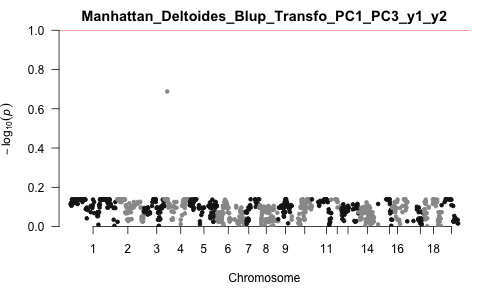 Manhattan_Deltoides_Blup_Transfo_PC1_PC3_y1_y2
1.0
0.8
0.6
0.4
0.2
0.0
− log10(p)
1 2 3 4 5 6 7 8 9 11 14 16 18
Chromosome